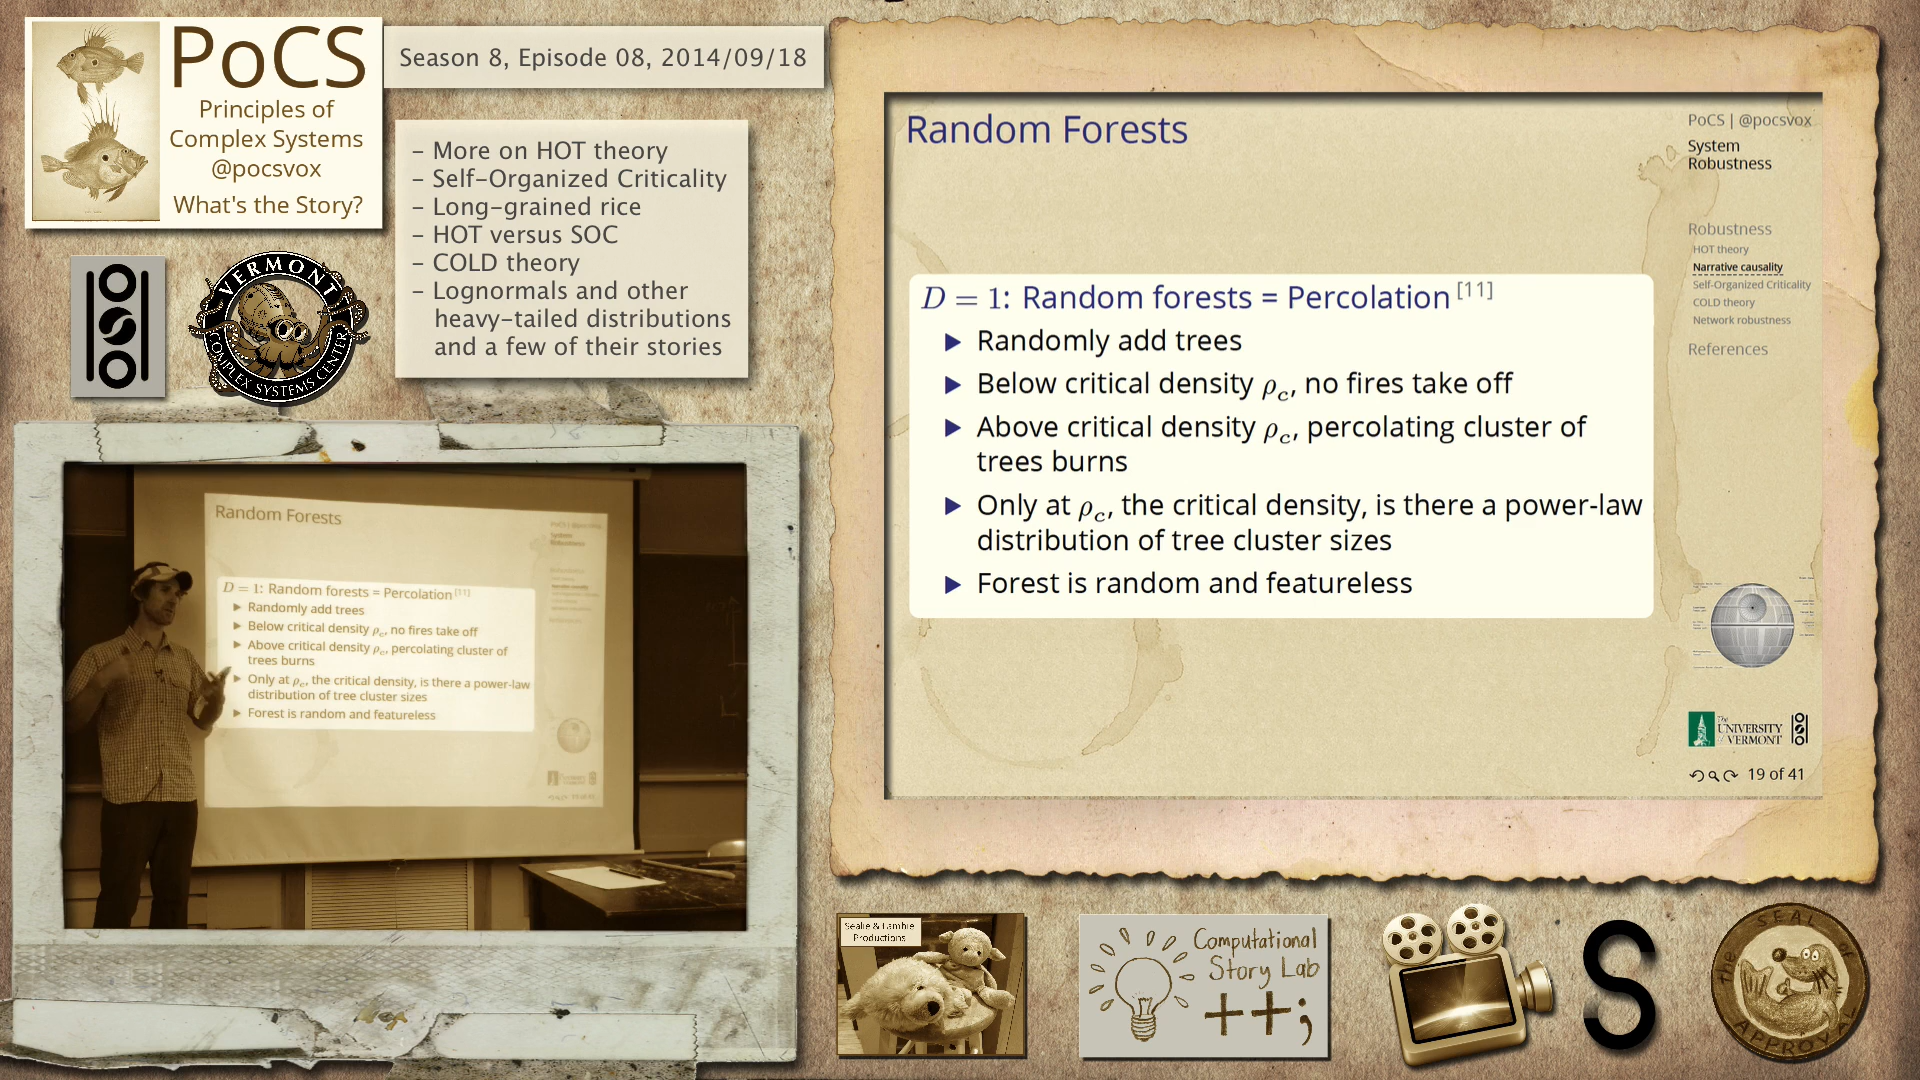 PoCS
Principles of
Complex Systems
@pocsvox
What's the Story?
Season 8, Episode 08, 2014/09/18
– More on HOT theory
– Self-Organized Criticality
– Long-grained rice
– HOT versus SOC
– COLD theory
– Lognormals and other
heavy-tailed distributions
and a few of their stories
VERMONT
COMPLEX SYSTEMS CENTER
Random Forests
D = 1: Random forests = Percolation [11]
▶ Randomly add trees
▶ Below critical density ρc, no fires take off
▶ Above critical density ρc, percolating cluster of
trees burns
▶ Only at ρc, the critical density, is there a power-law
distribution of tree cluster sizes
▶ Forest is random and featureless
PoCS | @pocsvox
System
Robustness
Robustness
HOT theory
Narrative causality
Self-Organized Criticality
COLD theory
Network robustness
References
The
UNIVERSITY
of VERMONT
19 of 41
Random Forests
PoCS | @pocsvox
System
Robustness
D = 1: Random forests = Percolation [11]
▶ Randomly add trees
▶ Below critical density ρc, no fires take off
▶ Above critical density ρc, percolating cluster of
trees burns
▶ Only at ρc, the critical density, is there a power-law
distribution of tree cluster sizes
▶ Forest is random and featureless
Sealie & Lambie
Productions
Computational
Story Lab
++;
S
the SEAL OF
APPROVAL